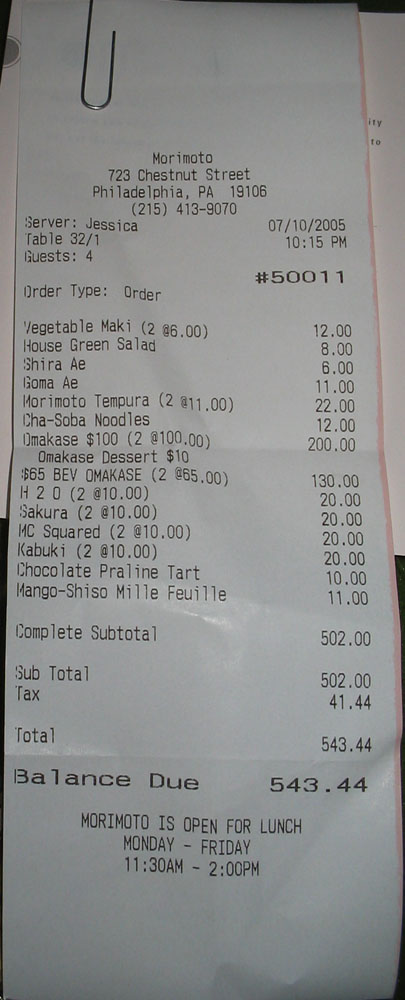 ity
to
Morimoto
723 Chestnut Street
Philadelphia, PA 19106
(215) 413-9070
Server: Jessica 07/10/2005
Table 32/1 10:15 PM
Guests: 4
#50011
Order Type: Order
Vegetable Maki (2 @6.00) 12.00
House Green Salad 8.00
Shira Ae 6.00
Goma Ae 11.00
Morimoto Tempura (2 @11.00) 22.00
Cha-Soba Noodles 12.00
Omakase $100 (2 @100.00) 200.00
Omakase Dessert $10
$65 BEV OMAKASE (2 @65.00) 130.00
H 2 O (2 @10.00) 20.00
Sakura (2 @10.00) 20.00
MC Squared (2 @10.00) 20.00
Kabuki (2 @10.00) 20.00
Chocolate Praline Tart 10.00
Mango-Shiso Mille Feuille 11.00
Complete Subtotal 502.00
Sub Total 502.00
Tax 41.44
Total 543.44
Balance Due 543.44
MORIMOTO IS OPEN FOR LUNCH
MONDAY - FRIDAY
11:30AM - 2:00PM